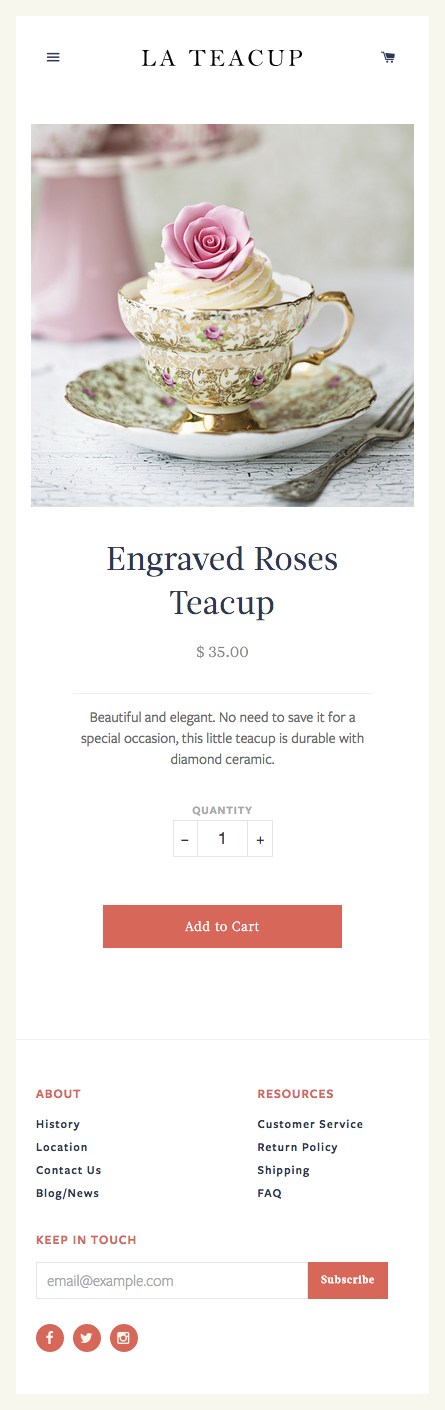 LA TEACUP
Engraved Roses
Teacup
$ 35.00
Beautiful and elegant. No need to save it for a
special occasion, this little teacup is durable with
diamond ceramic.
QUANTITY
– 1 +
Add to Cart
ABOUT
History
Location
Contact Us
Blog/News
RESOURCES
Customer Service
Return Policy
Shipping
FAQ
KEEP IN TOUCH
email@example.com
Subscribe